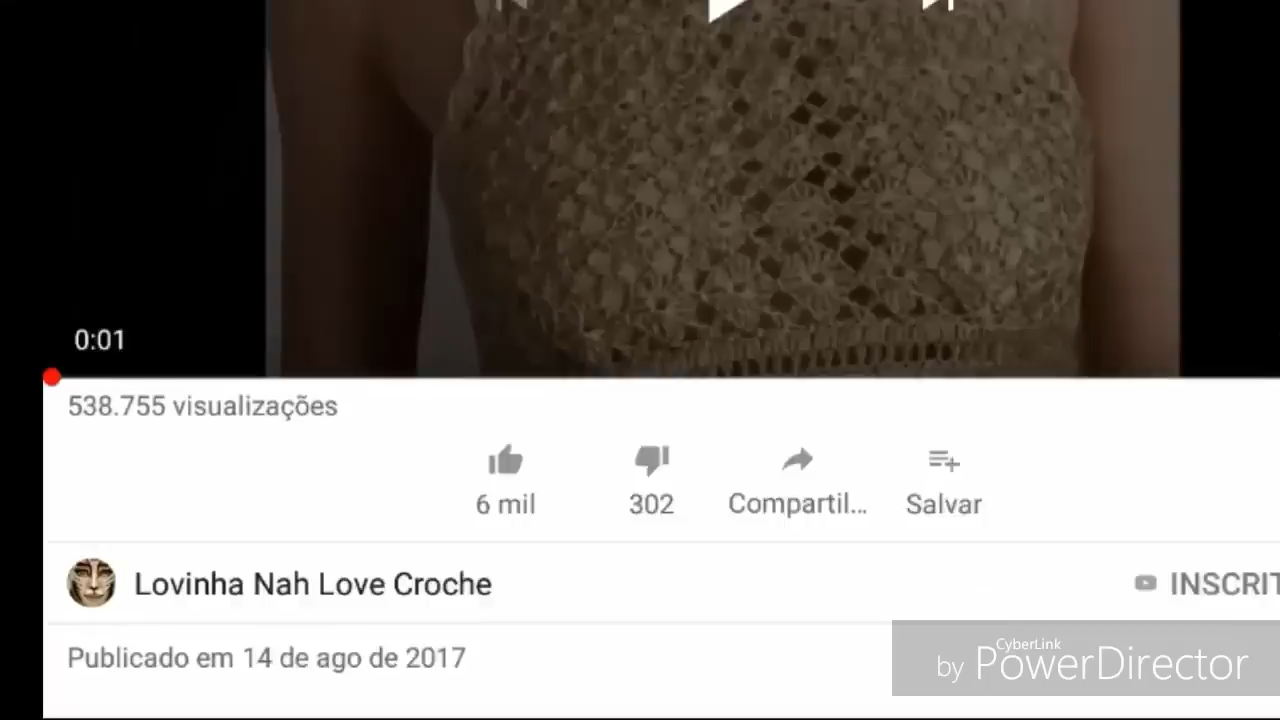 0:01
538.755 visualizações
6 mil
302
Compartil...
Salvar
Lovinha Nah Love Croche
INSCRIT
Publicado em 14 de ago de 2017
CyberLink
by PowerDirector